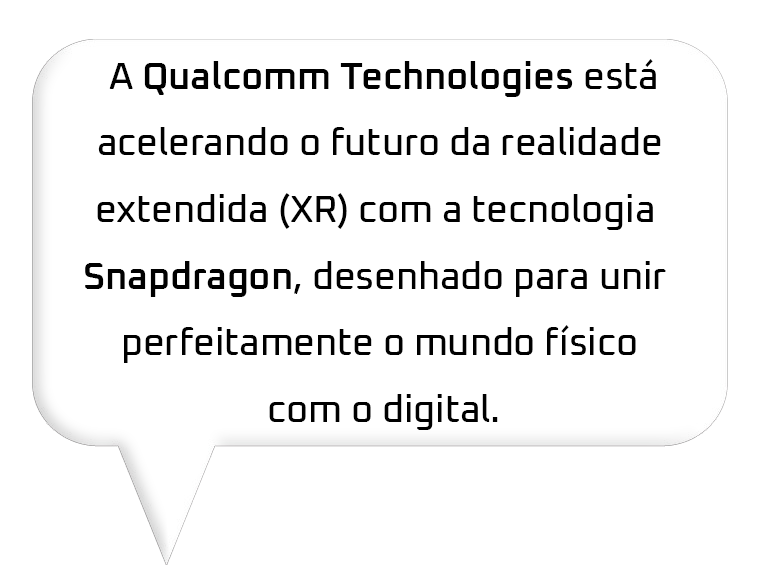 A Qualcomm Technologies está
acelerando o futuro da realidade
extendida (XR) com a tecnologia
Snapdragon, desenhado para unir
perfeitamente o mundo físico
com o digital.